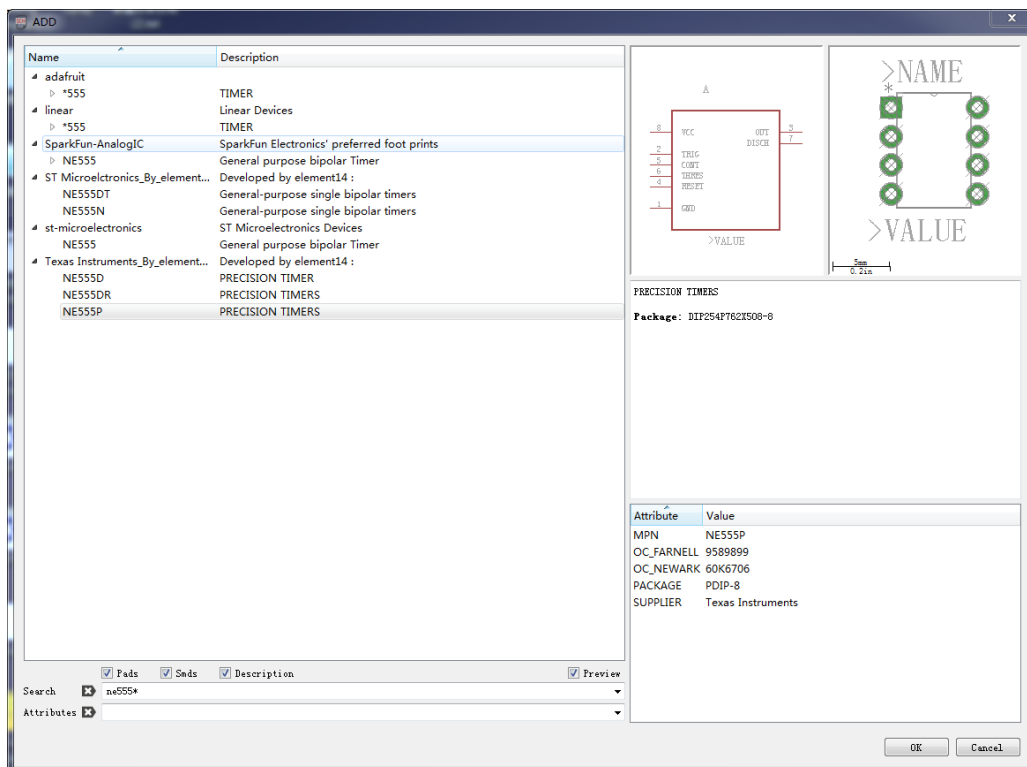 ADD
Name Description
adafruit
*555 TIMER
linear Linear Devices
*555 TIMER
SparkFun-AnalogIC SparkFun Electronics' preferred foot prints
NE555 General purpose bipolar Timer
ST Microelctronics_By_element... Developed by element14 :
NE555DT General-purpose single bipolar timers
NE555N General-purpose single bipolar timers
st-microelectronics ST Microelectronics Devices
NE555 General purpose bipolar Timer
Texas Instruments_By_element... Developed by element14 :
NE555D PRECISION TIMER
NE555DR PRECISION TIMERS
NE555P PRECISION TIMERS
Pads Smds Description Preview
Search ne555*
Attributes
A
8 VCC OUT 3
DISCH 7
2 TRIG
5 CONT
6 THRES
4 RESET
1 GND
>VALUE
>NAME
*
>VALUE
5mm
0.2in
PRECISION TIMERS
Package: DIP254P762X508-8
Attribute Value
MPN NE555P
OC_FARNELL 9589899
OC_NEWARK 60K6706
PACKAGE PDIP-8
SUPPLIER Texas Instruments
OK Cancel